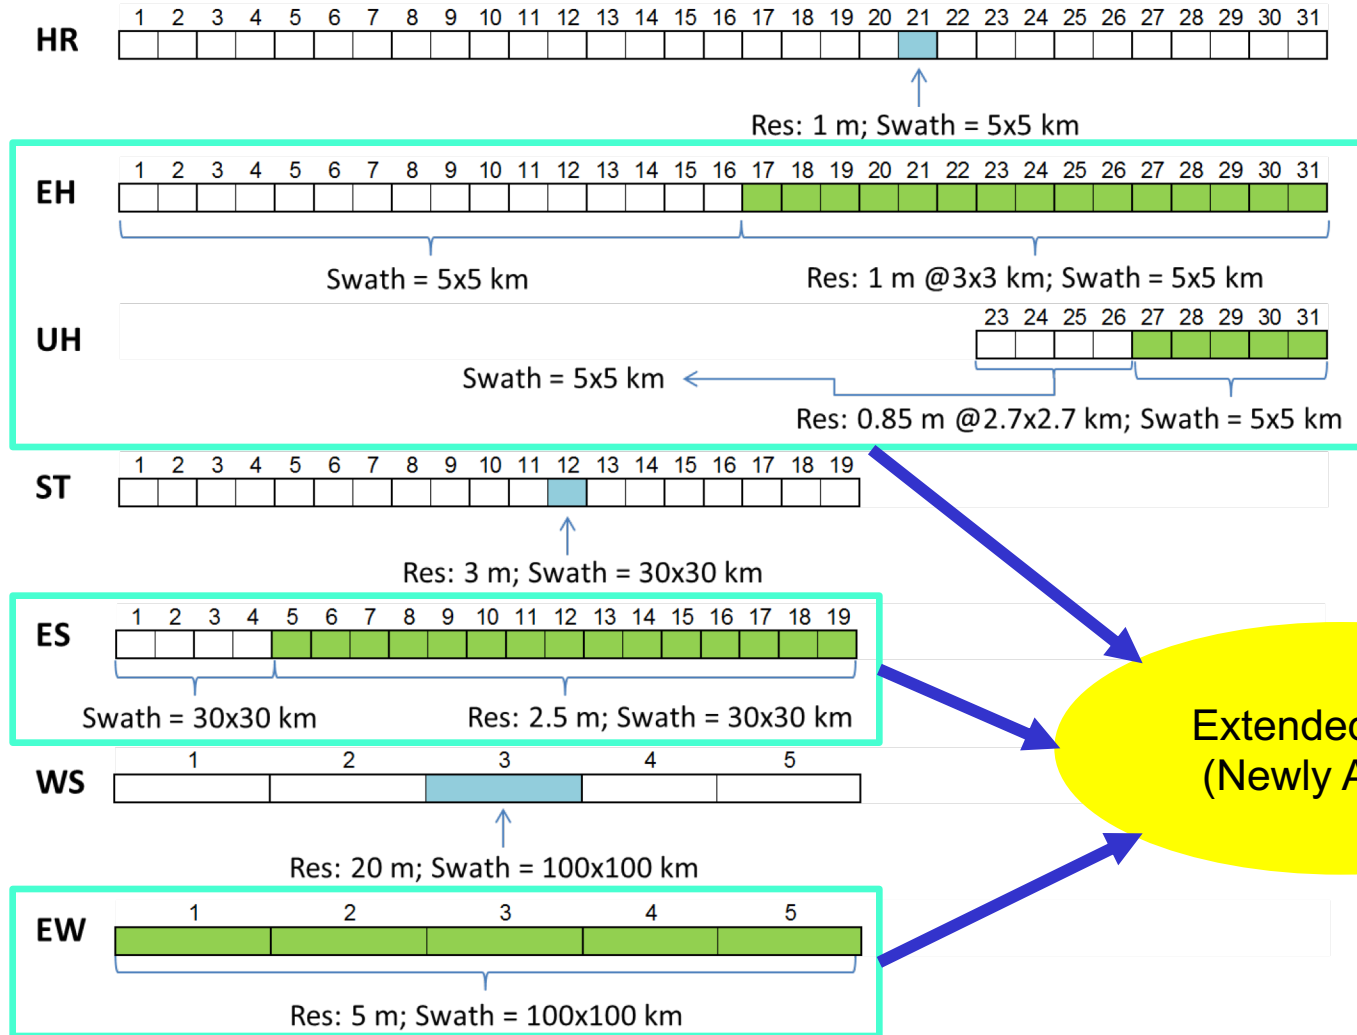 1 2 3 4 5 6 7 8 9 10 11 12 13 14 15 16 17 18 19 20 21 22 23 24 25 26 27 28 29 30 31
HR
Res: 1 m; Swath = 5x5 km
1 2 3 4 5 6 7 8 9 10 11 12 13 14 15 16 17 18 19 20 21 22 23 24 25 26 27 28 29 30 31
EH
Swath = 5x5 km
Res: 1 m @3x3 km; Swath = 5x5 km
23 24 25 26 27 28 29 30 31
UH
Swath = 5x5 km
Res: 0.85 m @2.7x2.7 km; Swath = 5x5 km
1 2 3 4 5 6 7 8 9 10 11 12 13 14 15 16 17 18 19
ST
Res: 3 m; Swath = 30x30 km
1 2 3 4 5 6 7 8 9 10 11 12 13 14 15 16 17 18 19
ES
Swath = 30x30 km
Res: 2.5 m; Swath = 30x30 km
Extended
(Newly A
1 2 3 4 5
WS
Res: 20 m; Swath = 100x100 km
1 2 3 4 5
EW
Res: 5 m; Swath = 100x100 km